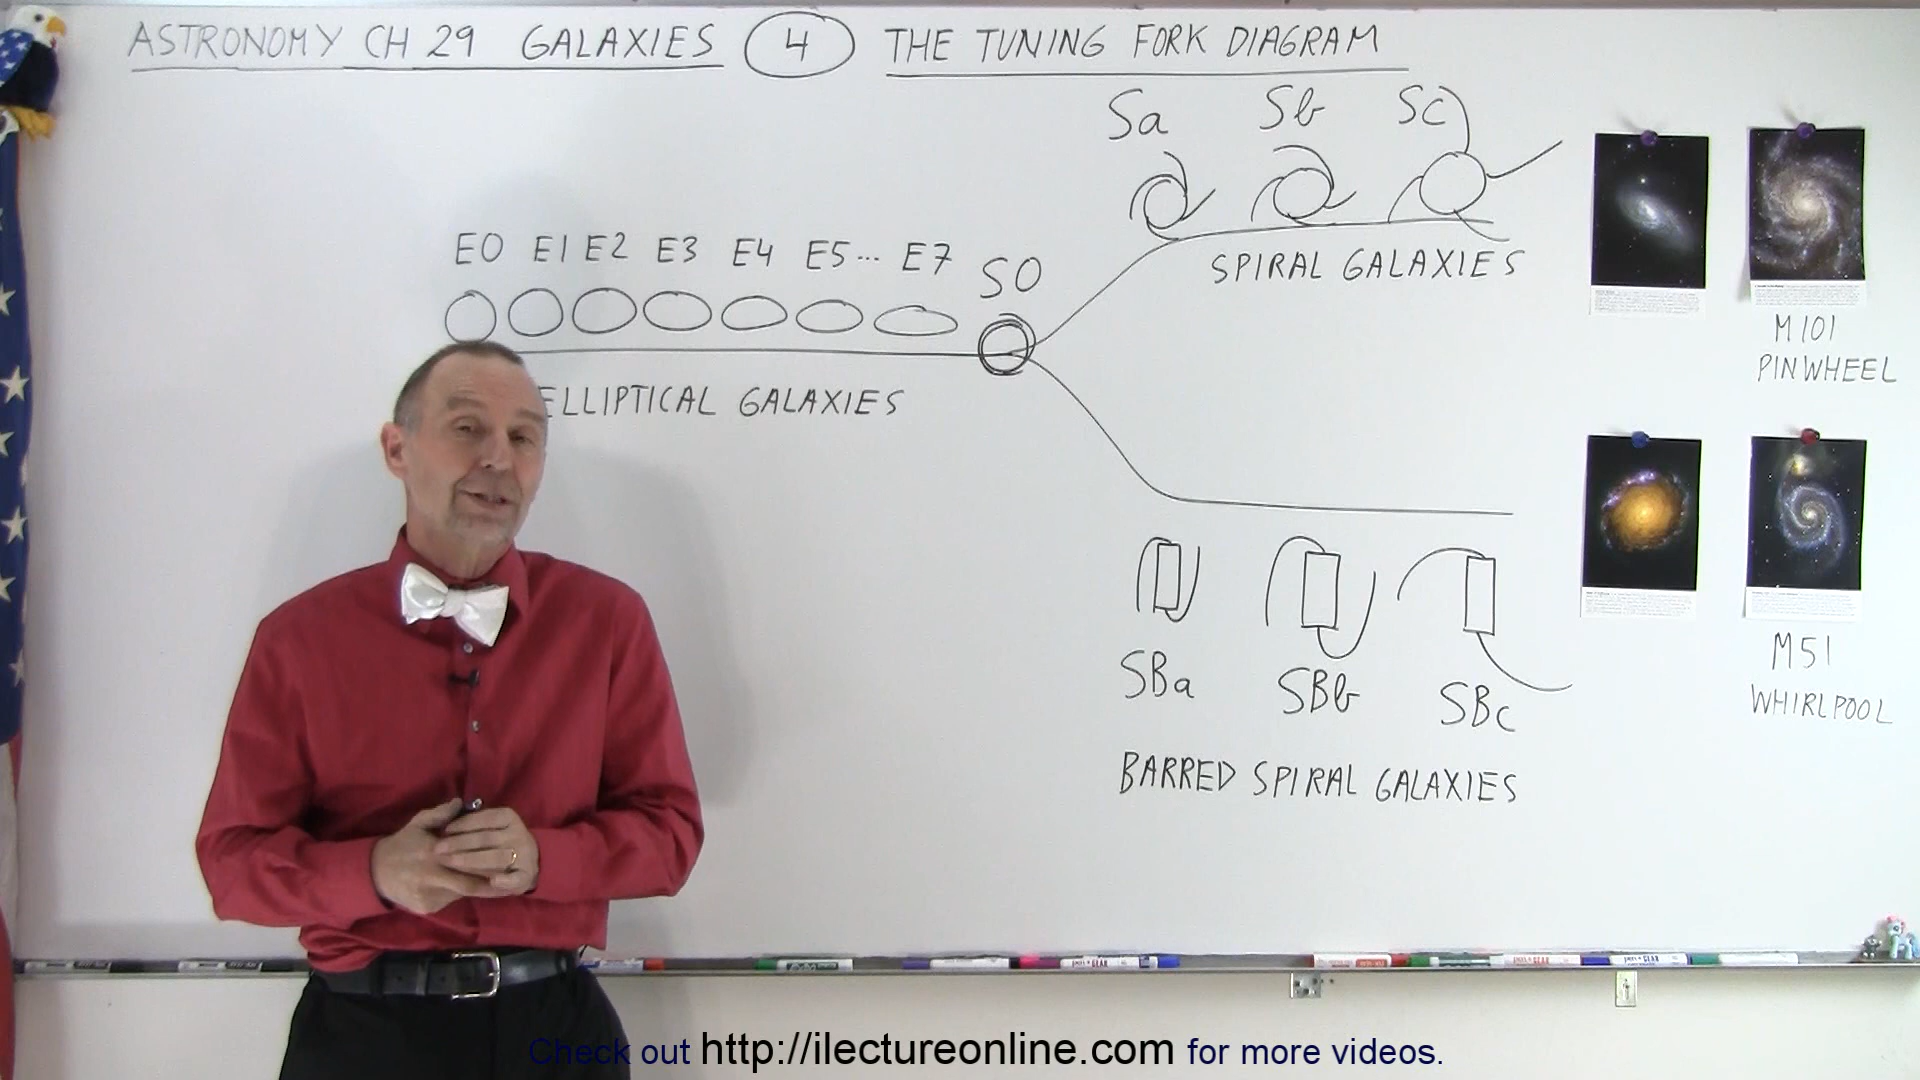 ASTRONOMY CH 29 GALAXIES 4 THE TUNING FORK DIAGRAM
Sa Sb Sc
E0 E1 E2 E3 E4 E5... E7
S0
SPIRAL GALAXIES
M101
PINWHEEL
ELLIPTICAL GALAXIES
SBa SBb SBc
M51
WHIRLPOOL
BARRED SPIRAL GALAXIES
Check out http://ilectureonline.com for more videos.